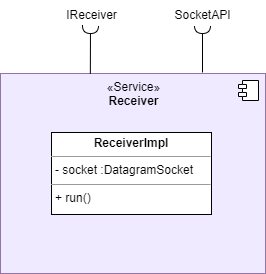 IReceiver
SocketAPI
«Service»
Receiver
ReceiverImpl
- socket :DatagramSocket
+ run()